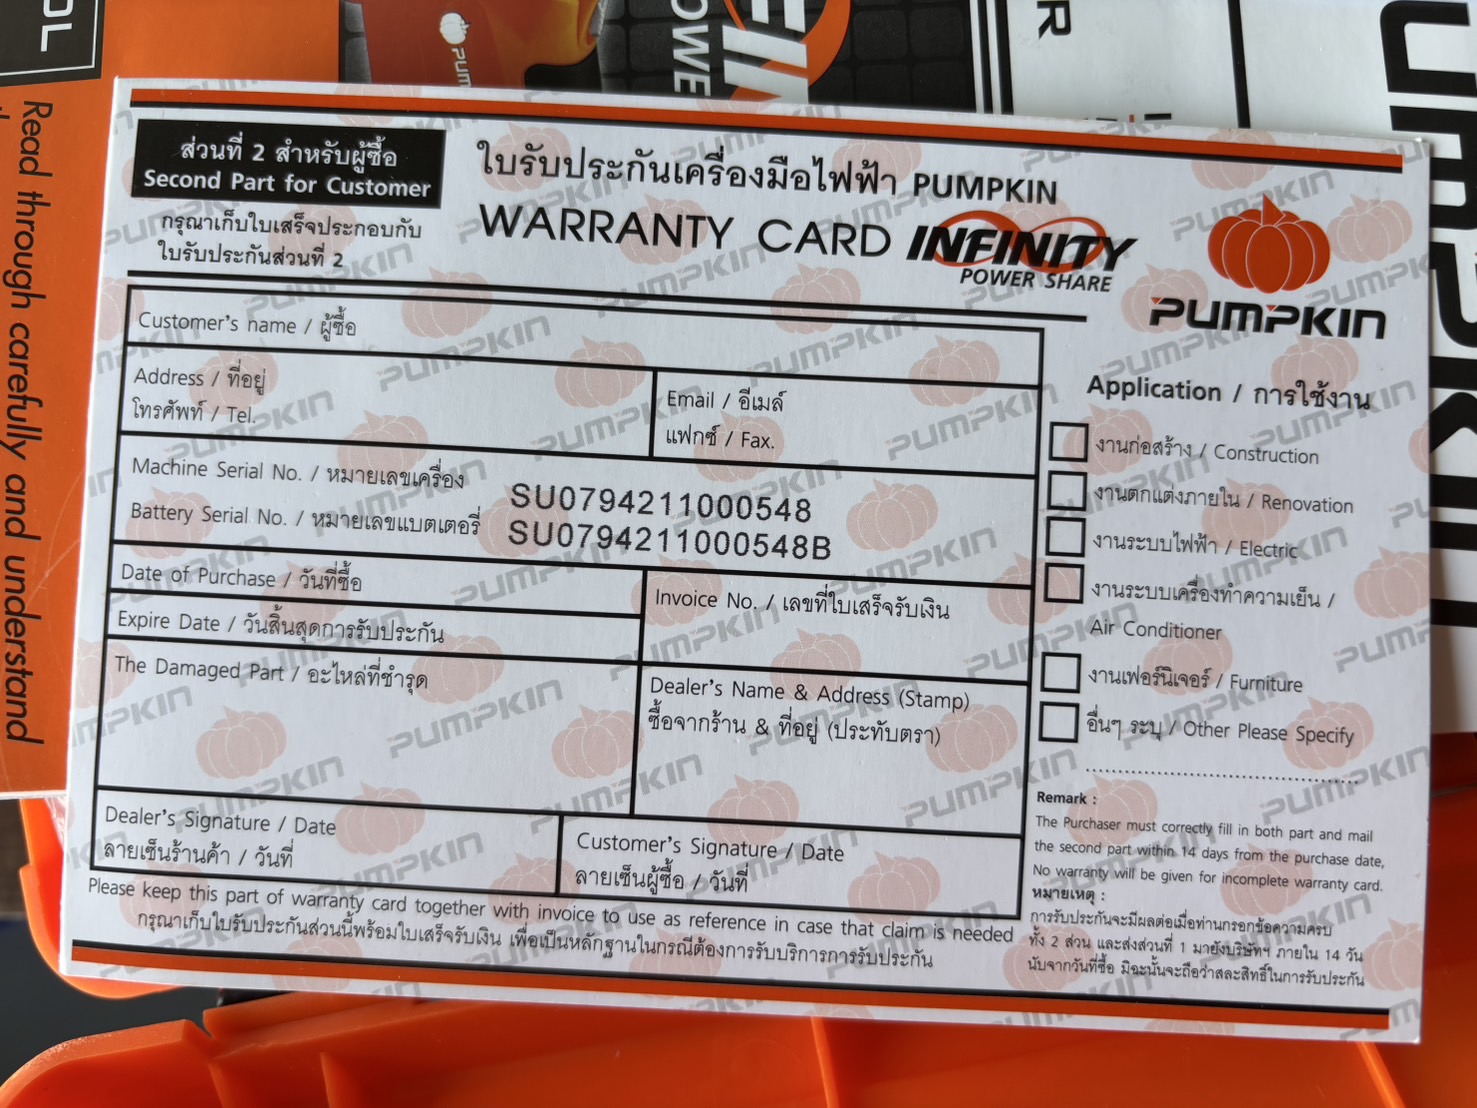 Read through carefully and understand
ส่วนที่ 2 สำหรับผู้ซื้อ
Second Part for Customer
กรุณาเก็บใบเสร็จประกอบกับ
ใบรับประกันส่วนที่ 2
ใบรับประกันเครื่องมือไฟฟ้า PUMPKIN
WARRANTY CARD INFINITY
POWER SHARE
PUMPKIN
Customer's name / ผู้ซื้อ
Address / ที่อยู่
โทรศัพท์ / Tel.
Email / อีเมล์
แฟกซ์ / Fax.
Machine Serial No. / หมายเลขเครื่อง SU0794211000548
Battery Serial No. / หมายเลขแบตเตอรี่ SU0794211000548B
Date of Purchase / วันที่ซื้อ
Expire Date / วันสิ้นสุดการรับประกัน
Invoice No. / เลขที่ใบเสร็จรับเงิน
The Damaged Part / อะไหล่ที่ชำรุด
Dealer's Name & Address (Stamp)
ซื้อจากร้าน & ที่อยู่ (ประทับตรา)
Dealer's Signature / Date
ลายเซ็นร้านค้า / วันที่
Customer's Signature / Date
ลายเซ็นผู้ซื้อ / วันที่
Please keep this part of warranty card together with invoice to use as reference in case that claim is needed
กรุณาเก็บใบรับประกันส่วนนี้พร้อมใบเสร็จรับเงิน เพื่อเป็นหลักฐานในกรณีต้องการรับบริการการรับประกัน
Application / การใช้งาน
งานก่อสร้าง / Construction
งานตกแต่งภายใน / Renovation
งานระบบไฟฟ้า / Electric
งานระบบเครื่องทำความเย็น /
Air Conditioner
งานเฟอร์นิเจอร์ / Furniture
อื่นๆ ระบุ / Other Please Specify
Remark :
The Purchaser must correctly fill in both part and mail
the second part within 14 days from the purchase date,
No warranty will be given for incomplete warranty card.
หมายเหตุ :
การรับประกันจะมีผลต่อเมื่อท่านกรอกข้อความครบ
ทั้ง 2 ส่วน และส่งส่วนที่ 1 มายังบริษัทฯ ภายใน 14 วัน
นับจากวันที่ซื้อ มิฉะนั้นจะถือว่าสละสิทธิ์ในการรับประกัน